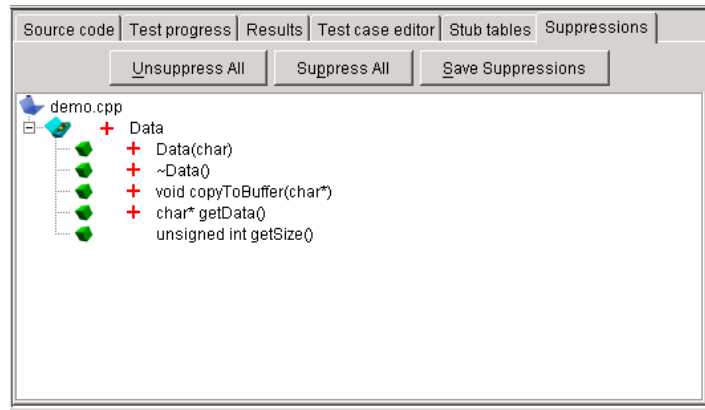 Source code Test progress Results Test case editor Stub tables Suppressions
Unsuppress All Suppress All Save Suppressions
demo.cpp
Data
Data(char)
~Data()
void copyToBuffer(char*)
char* getData()
unsigned int getSize()